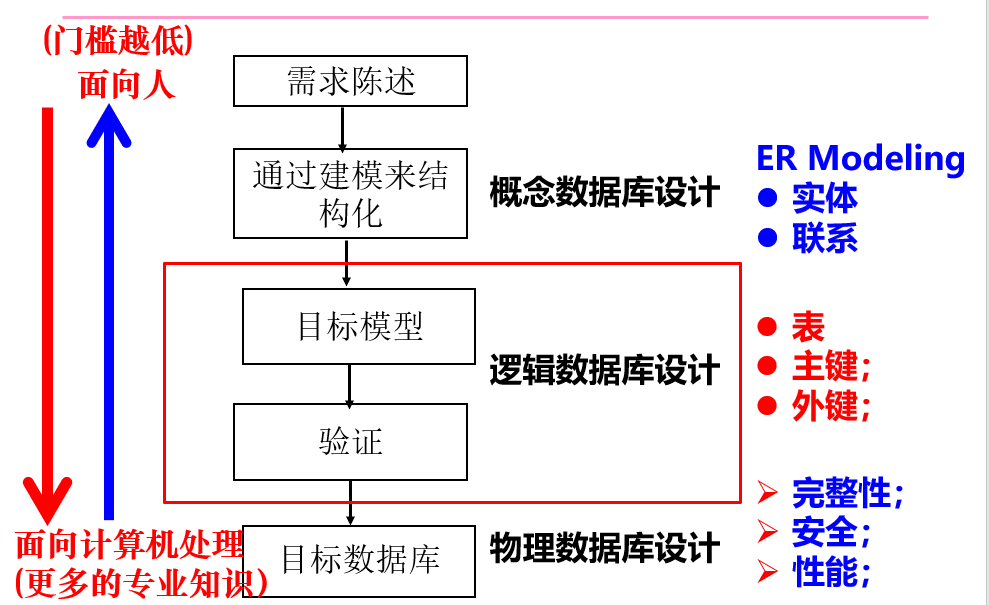 (门槛越低)
面向人
需求陈述
通过建模来结
构化
概念数据库设计
ER Modeling
● 实体
● 联系
目标模型
逻辑数据库设计
验证
● 表
● 主键;
● 外键;
面向计算机处理
(更多的专业知识）
目标数据库
物理数据库设计
➢ 完整性;
➢ 安全;
➢ 性能;